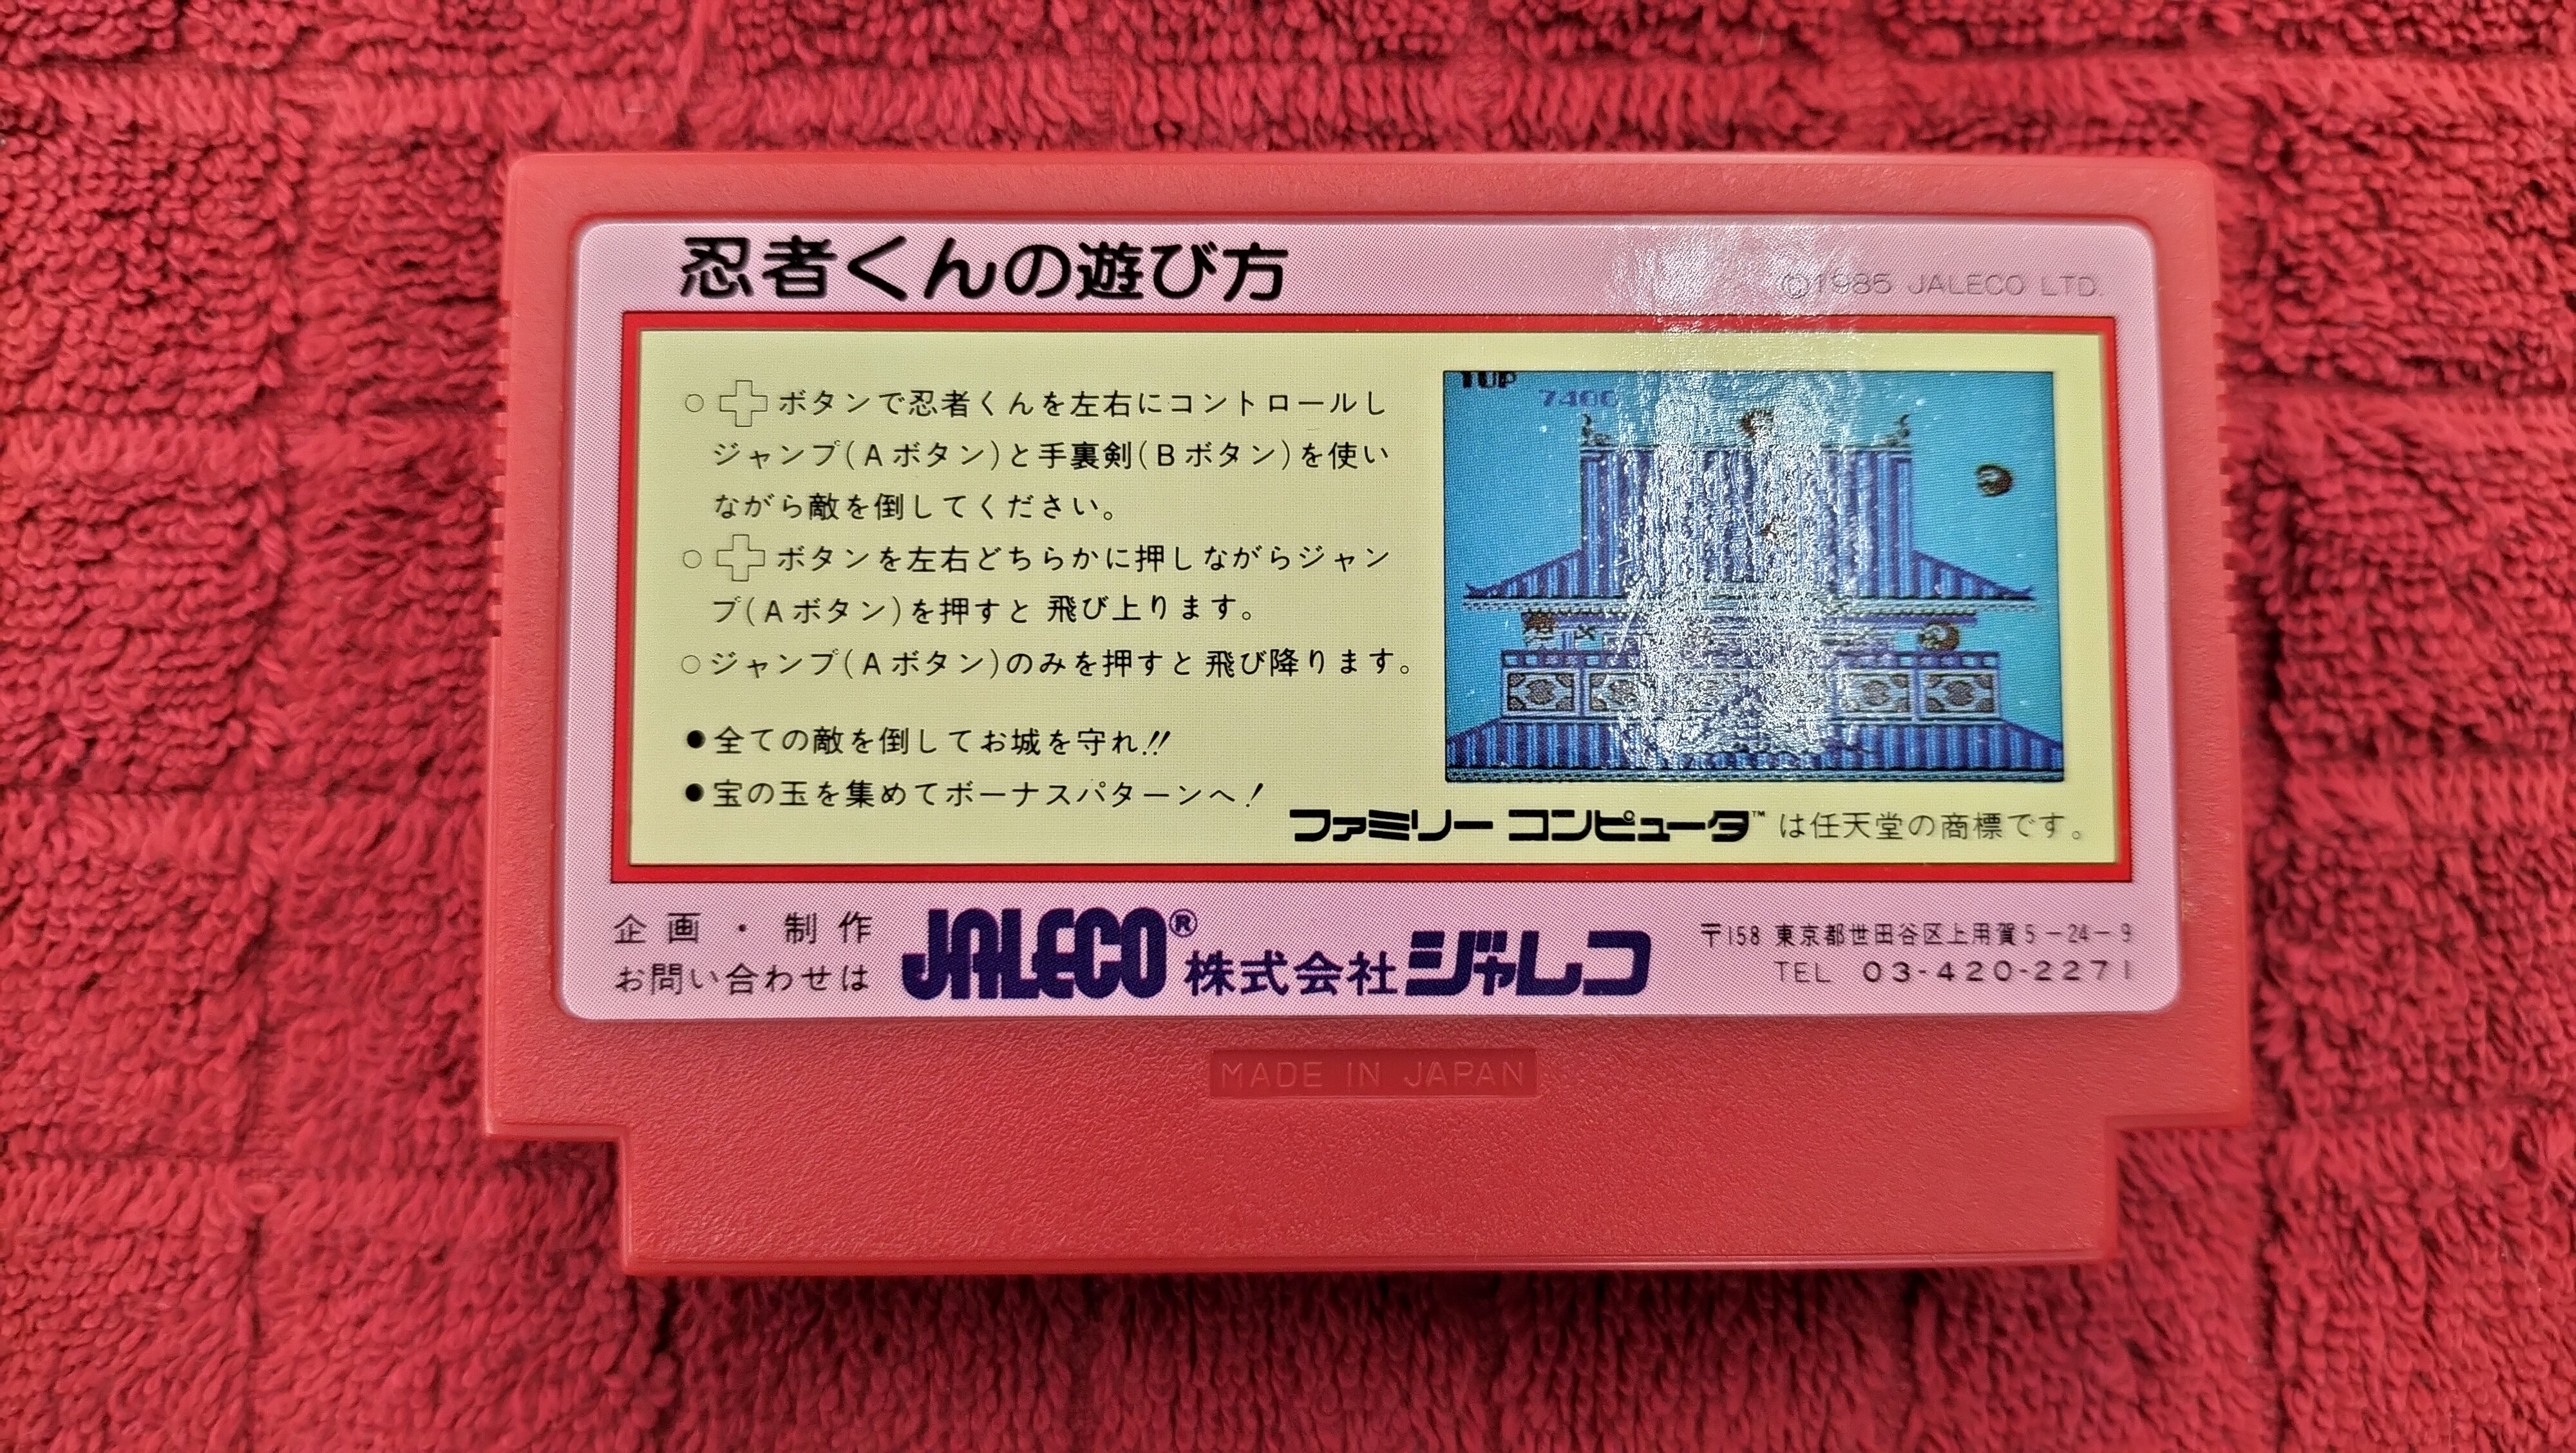 忍者くんの遊び方
©1985 JALECO LTD.
○ボタンで忍者くんを左右にコントロールし
ジャンプ(Aボタン)と手裏剣(Bボタン)を使い
ながら敵を倒してください。
○ボタンを左右どちらかに押しながらジャン
プ(Aボタン)を押すと 飛び上ります。
○ジャンプ(Aボタン)のみを押すと 飛び降ります。
●全ての敵を倒してお城を守れ!!
●宝の玉を集めてボーナスパターンへ!
1UP
7400
ファミリー コンピュータ™は任天堂の商標です。
企画・制作
お問い合わせは
JALECO® 株式会社ジャレコ
〒158 東京都世田谷区上用賀5-24-9
TEL 03-420-2271
MADE IN JAPAN